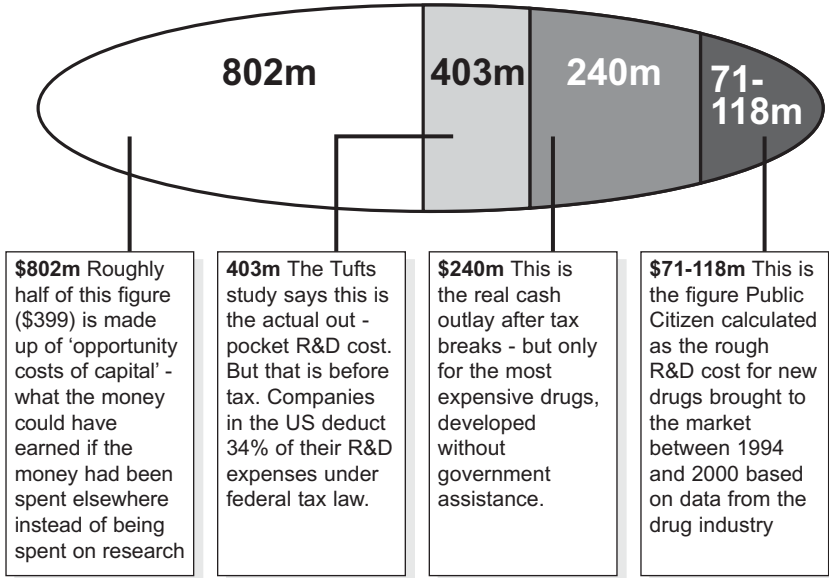 802m
403m
240m
71-
118m
$802m Roughly
half of this figure
($399) is made
up of ‘opportunity
costs of capital’ -
what the money
could have
earned if the
money had been
spent elsewhere
instead of being
spent on research
403m The Tufts
study says this is
the actual out -
pocket R&D cost.
But that is before
tax. Companies
in the US deduct
34% of their R&D
expenses under
federal tax law.
$240m This is
the real cash
outlay after tax
breaks - but only
for the most
expensive drugs,
developed
without
government
assistance.
$71-118m This is
the figure Public
Citizen calculated
as the rough
R&D cost for new
drugs brought to
the market
between 1994
and 2000 based
on data from the
drug industry